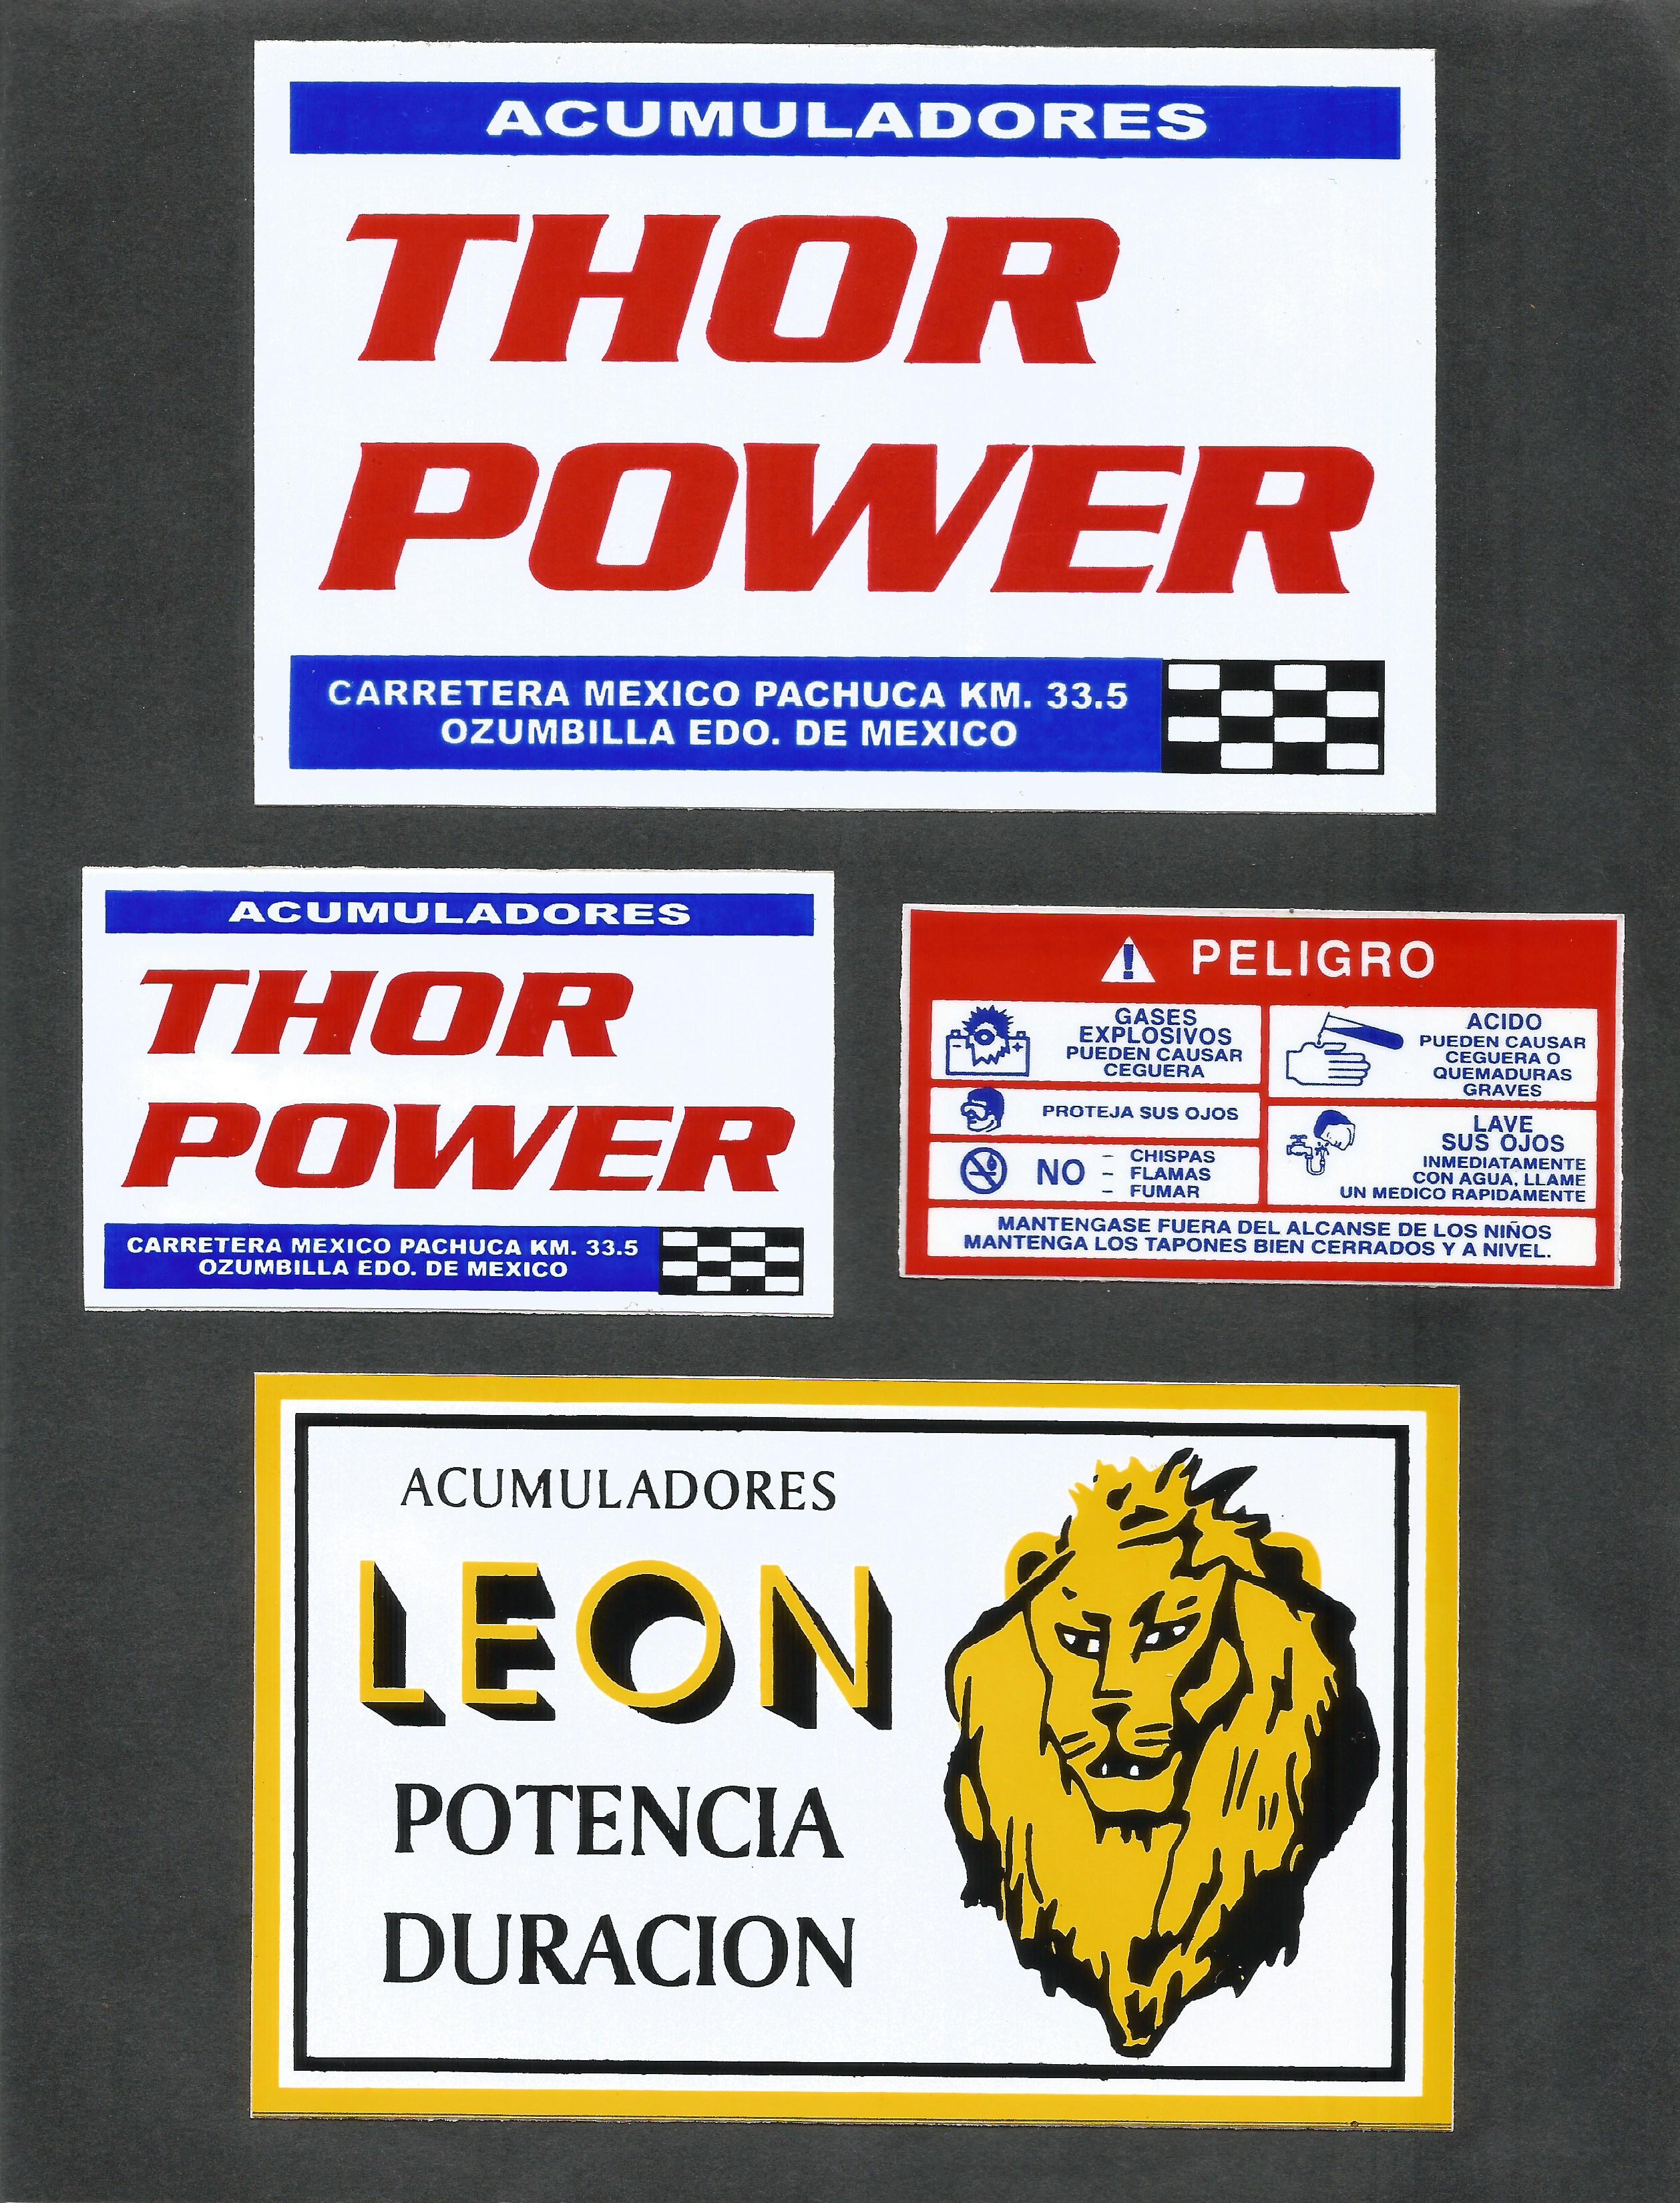 ACUMULADORES
THOR
POWER
CARRETERA MEXICO PACHUCA KM. 33.5
OZUMBILLA EDO. DE MEXICO
ACUMULADORES
THOR
POWER
CARRETERA MEXICO PACHUCA KM. 33.5
OZUMBILLA EDO. DE MEXICO
! PELIGRO
GASES
EXPLOSIVOS
PUEDEN CAUSAR
CEGUERA
PROTEJA SUS OJOS
NO - CHISPAS
- FLAMAS
- FUMAR
ACIDO
PUEDEN CAUSAR
CEGUERA O
QUEMADURAS
GRAVES
LAVE
SUS OJOS
INMEDIATAMENTE
CON AGUA, LLAME
UN MEDICO RAPIDAMENTE
MANTENGASE FUERA DEL ALCANSE DE LOS NIÑOS
MANTENGA LOS TAPONES BIEN CERRADOS Y A NIVEL.
ACUMULADORES
LEON
POTENCIA
DURACION